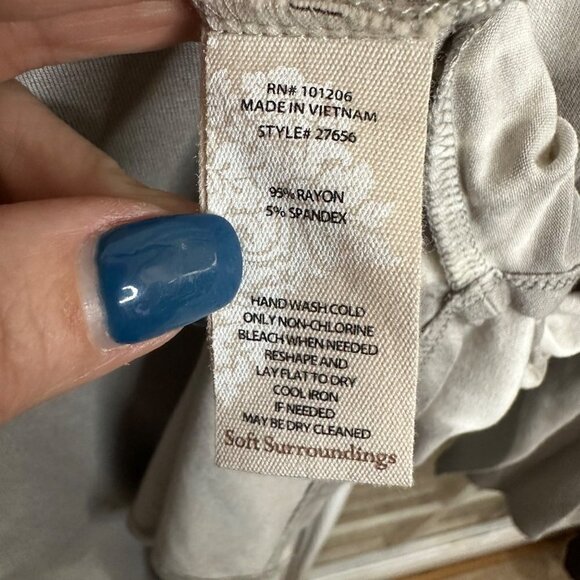 RN# 101206
MADE IN VIETNAM
STYLE# 27656
95% RAYON
5% SPANDEX
HAND WASH COLD
ONLY NON-CHLORINE
BLEACH WHEN NEEDED
RESHAPE AND
LAY FLAT TO DRY
COOL IRON
IF NEEDED
MAY BE DRY CLEANED
Soft Surroundings